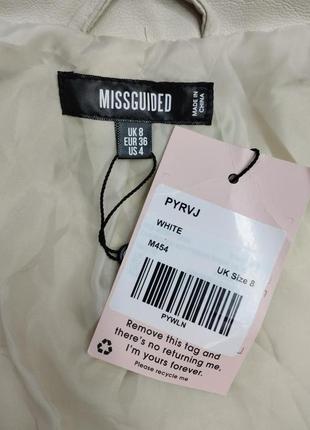 MISSGUIDED
MADE IN
CHINA
UK 8
EUR 36
US 4
PYRVJ
WHITE
M454
UK Size 8
PYWLN
Remove this tag and
there's no returning me,
I'm yours forever.
Please recycle me